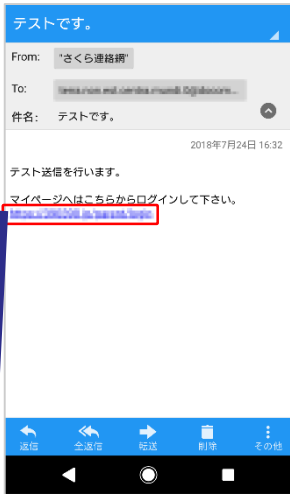 テストです。
From: "さくら連絡網"
To:
件名: テストです。
2018年7月24日 16:32
テスト送信を行います。
マイページへはこちらからログインして下さい。
返信 全返信 転送 削除 その他